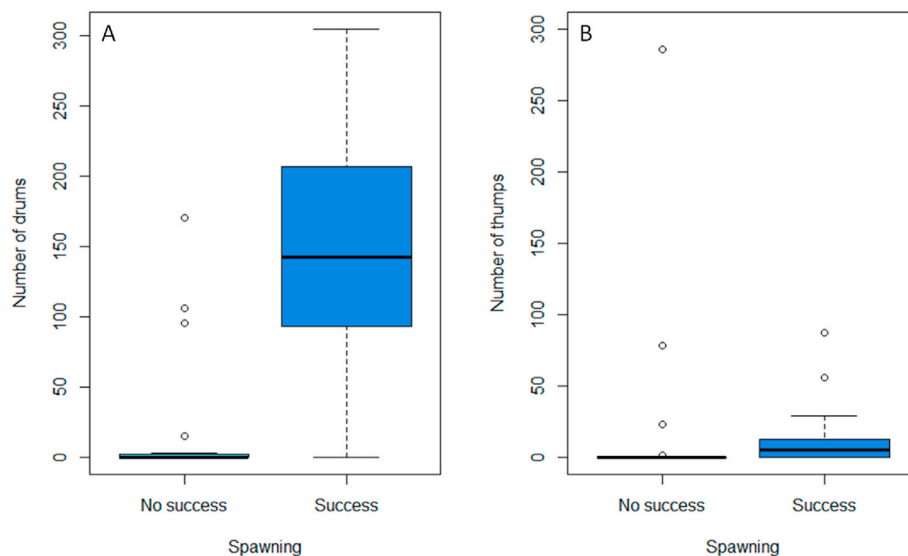 A
Number of drums
300
250
200
150
100
50
0
No success Success
Spawning
B
Number of thumps
300
250
200
150
100
50
0
No success Success
Spawning